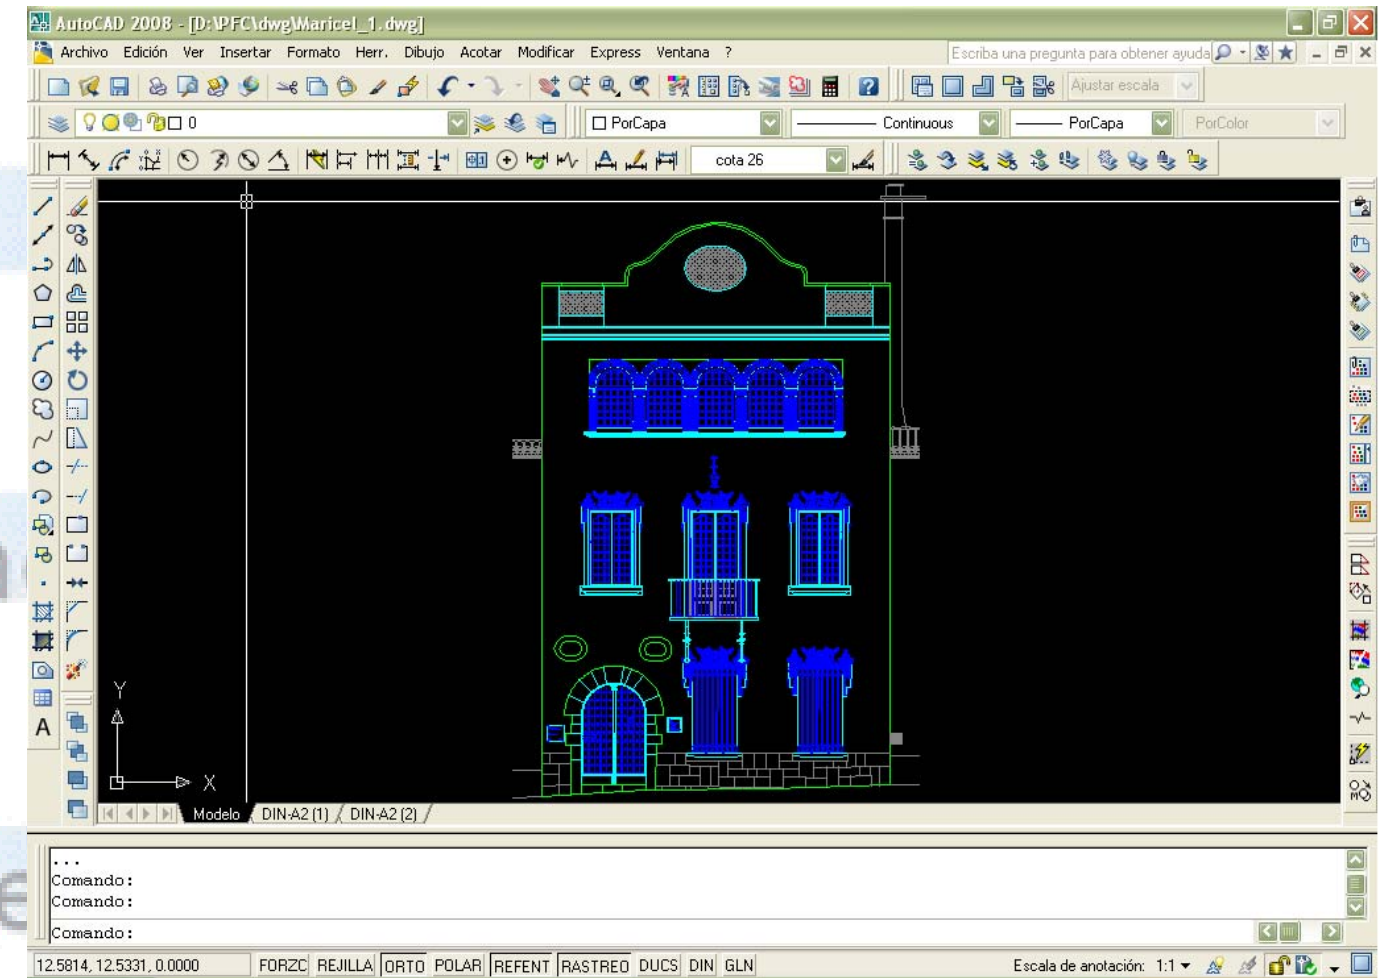 AutoCAD 2008 - [D:\PFC\dwg\Maricel_1.dwg]
Archivo Edición Ver Insertar Formato Herr. Dibujo Acotar Modificar Express Ventana ? Escriba una pregunta para obtener ayuda
Ajustar escala
0 PorCapa Continuous PorCapa PorColor
cota 26
A
Y
X
Modelo DIN-A2 (1) DIN-A2 (2)
...
Comando:
Comando:
Comando:
12.5814, 12.5331, 0.0000 FORZC REJILLA ORTO POLAR REFENT RASTREO DUCS DIN GLN Escala de anotación: 1:1